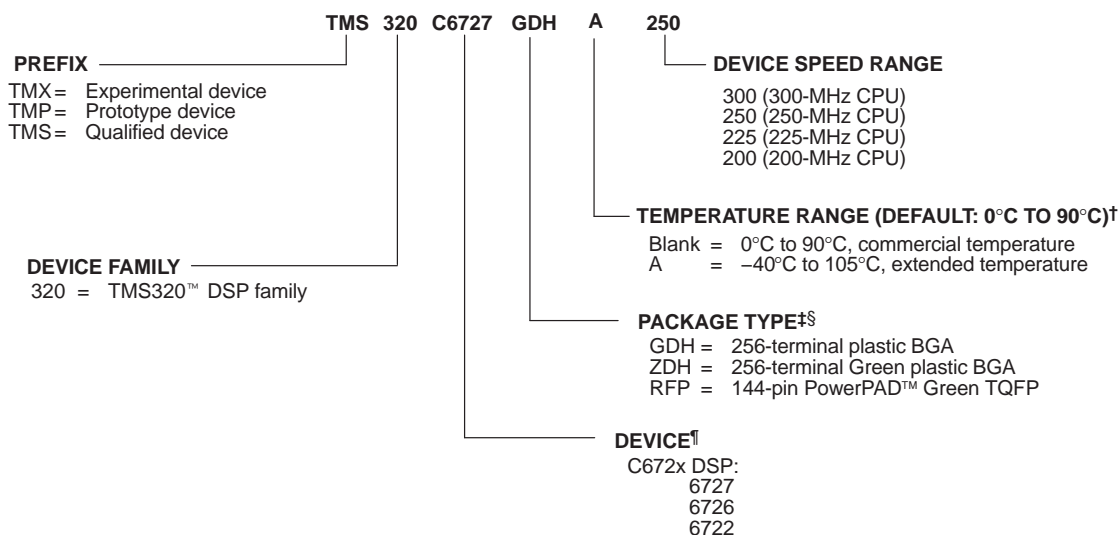 TMS 320 C6727 GDH A 250
PREFIX
TMX = Experimental device
TMP = Prototype device
TMS = Qualified device
DEVICE SPEED RANGE
300 (300-MHz CPU)
250 (250-MHz CPU)
225 (225-MHz CPU)
200 (200-MHz CPU)
TEMPERATURE RANGE (DEFAULT: 0°C TO 90°C)†
Blank = 0°C to 90°C, commercial temperature
A = −40°C to 105°C, extended temperature
DEVICE FAMILY
320 = TMS320™ DSP family
PACKAGE TYPE‡§
GDH = 256-terminal plastic BGA
ZDH = 256-terminal Green plastic BGA
RFP = 144-pin PowerPAD™ Green TQFP
DEVICE¶
C672x DSP:
6727
6726
6722